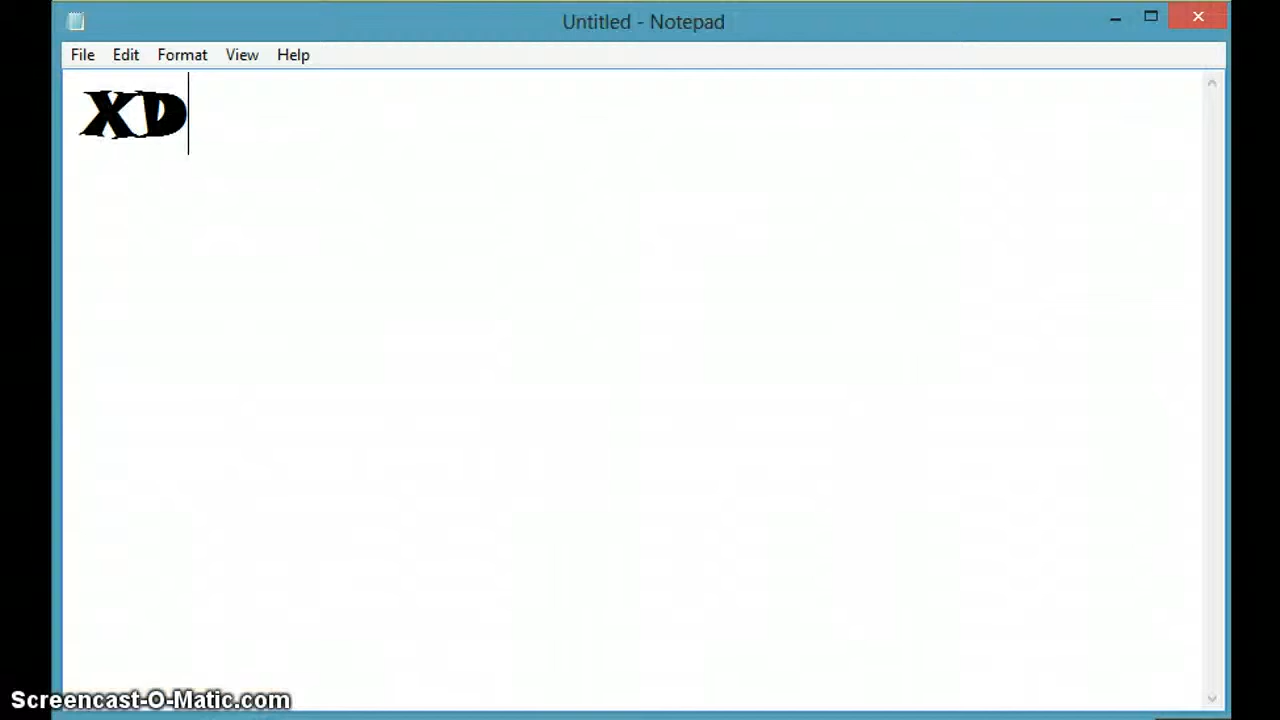 Untitled - Notepad
File Edit Format View Help
XD
Screencast-O-Matic.com